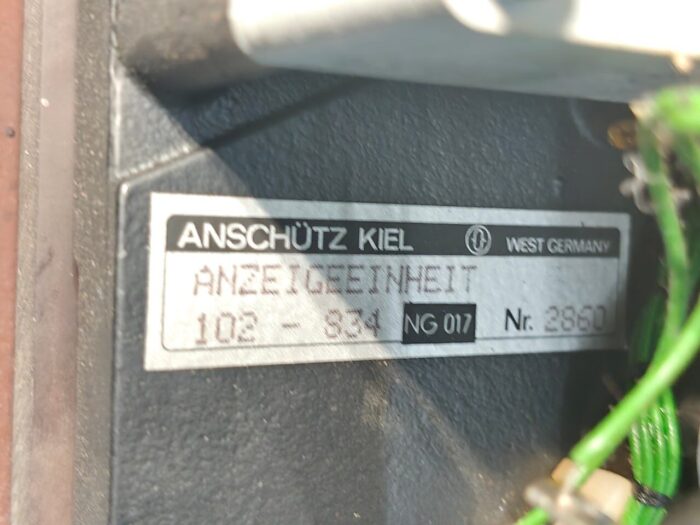 ANSCHÜTZ KIEL WEST GERMANY
ANZEIGEEINHEIT
102 - 834 NG 017 Nr. 2860